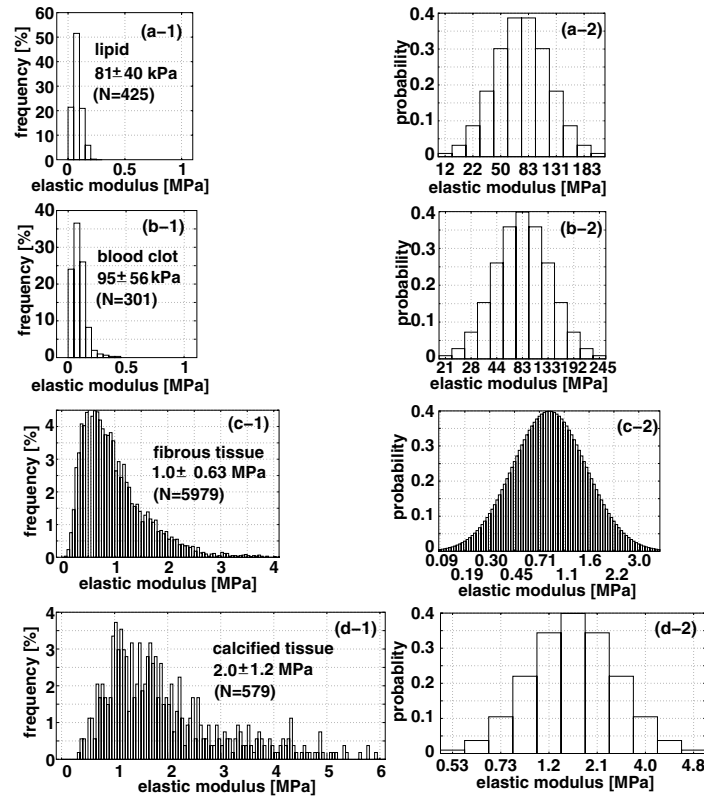 60
50
40
30
20
10
0
frequency [%]
(a-1)
lipid
81± 40 kPa
(N=425)
0 0.5 1
elastic modulus [MPa]
0.4
0.3
0.2
0.1
0
probability
(a-2)
12 22 50 83 131 183
elastic modulus [MPa]
40
30
20
10
0
frequency [%]
(b-1)
blood clot
95± 56 kPa
(N=301)
0 0.5 1
elastic modulus [MPa]
0.4
0.3
0.2
0.1
0
probability
(b-2)
21 28 44 83 133 192 245
elastic modulus [MPa]
4
3
2
1
0
frequency [%]
(c-1)
fibrous tissue
1.0± 0.63 MPa
(N=5979)
0 1 2 3 4
elastic modulus [MPa]
0.4
0.3
0.2
0.1
0
probability
(c-2)
0.09 0.30 0.71 1.6 3.0
0.19 0.45 1.1 2.2
elastic modulus [MPa]
4
3
2
1
0
frequency [%]
(d-1)
calcified tissue
2.0±1.2 MPa
(N=579)
0 1 2 3 4 5 6
elastic modulus [MPa]
0.4
0.3
0.2
0.1
0
probablity
(d-2)
0.53 0.73 1.2 2.1 4.0 4.8
elastic modulus [MPa]